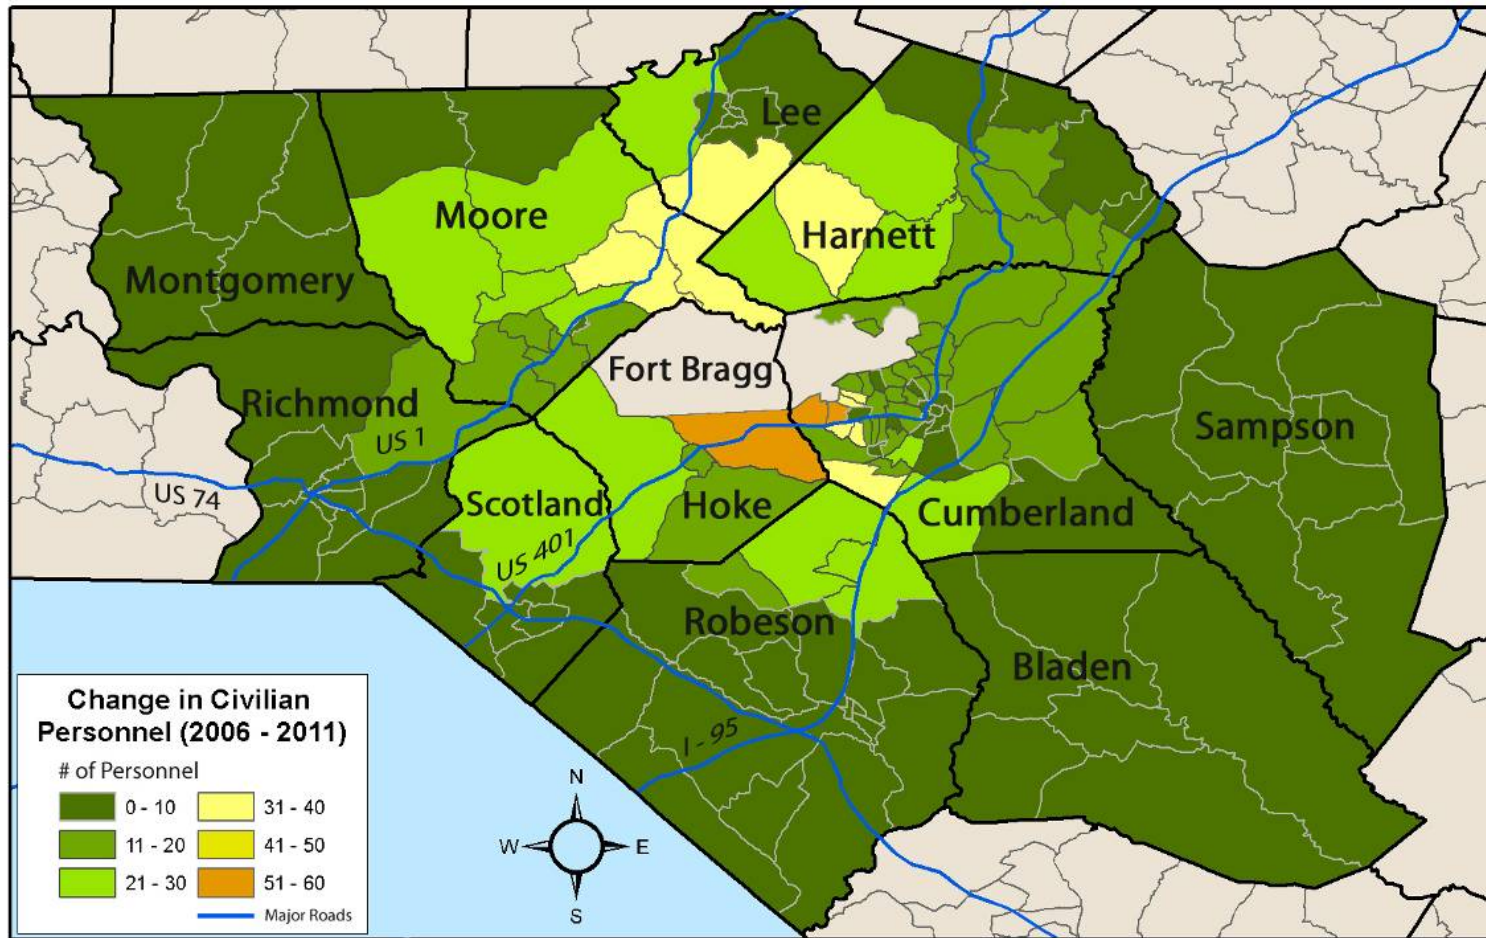 Lee
Moore
Harnett
Montgomery
Fort Bragg
Richmond
US 1
Sampson
US 74
Scotland
Hoke
Cumberland
US 401
Robeson
Bladen
I - 95
Change in Civilian
Personnel (2006 - 2011)
# of Personnel
0 - 10
31 - 40
11 - 20
41 - 50
21 - 30
51 - 60
Major Roads
N
W
E
S